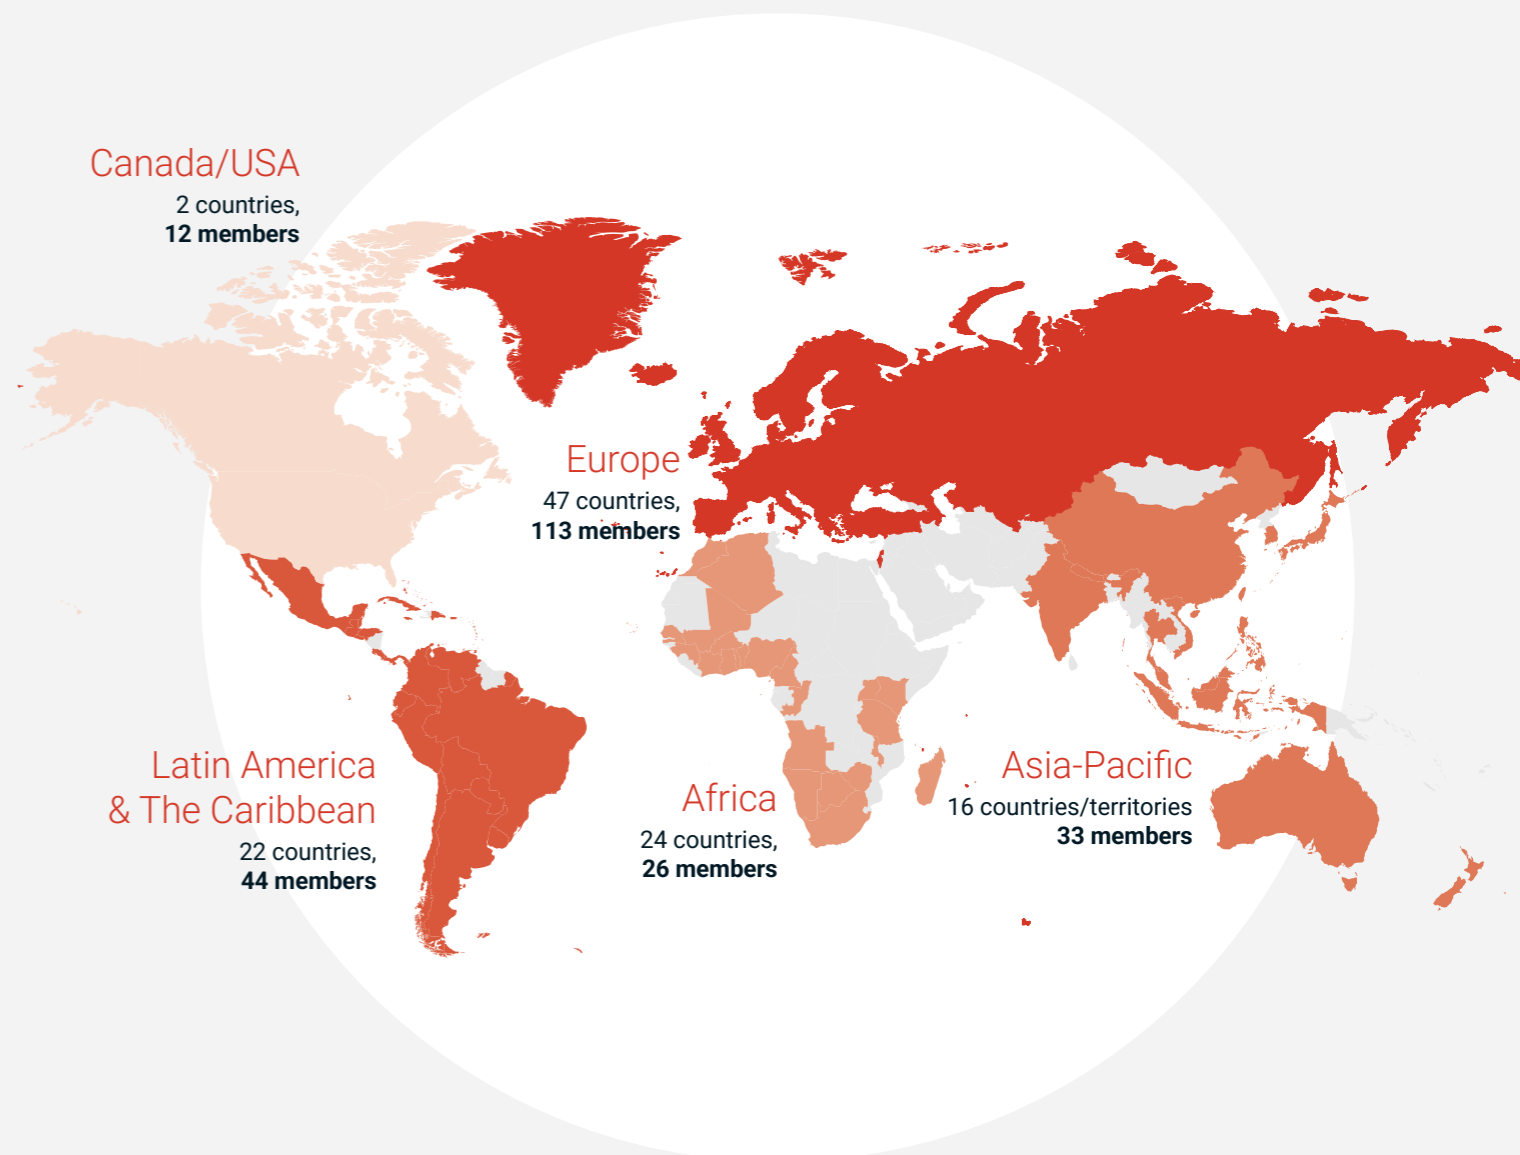 Canada/USA
2 countries,
12 members
Europe
47 countries,
113 members
Latin America
& The Caribbean
22 countries,
44 members
Africa
24 countries,
26 members
Asia-Pacific
16 countries/territories
33 members